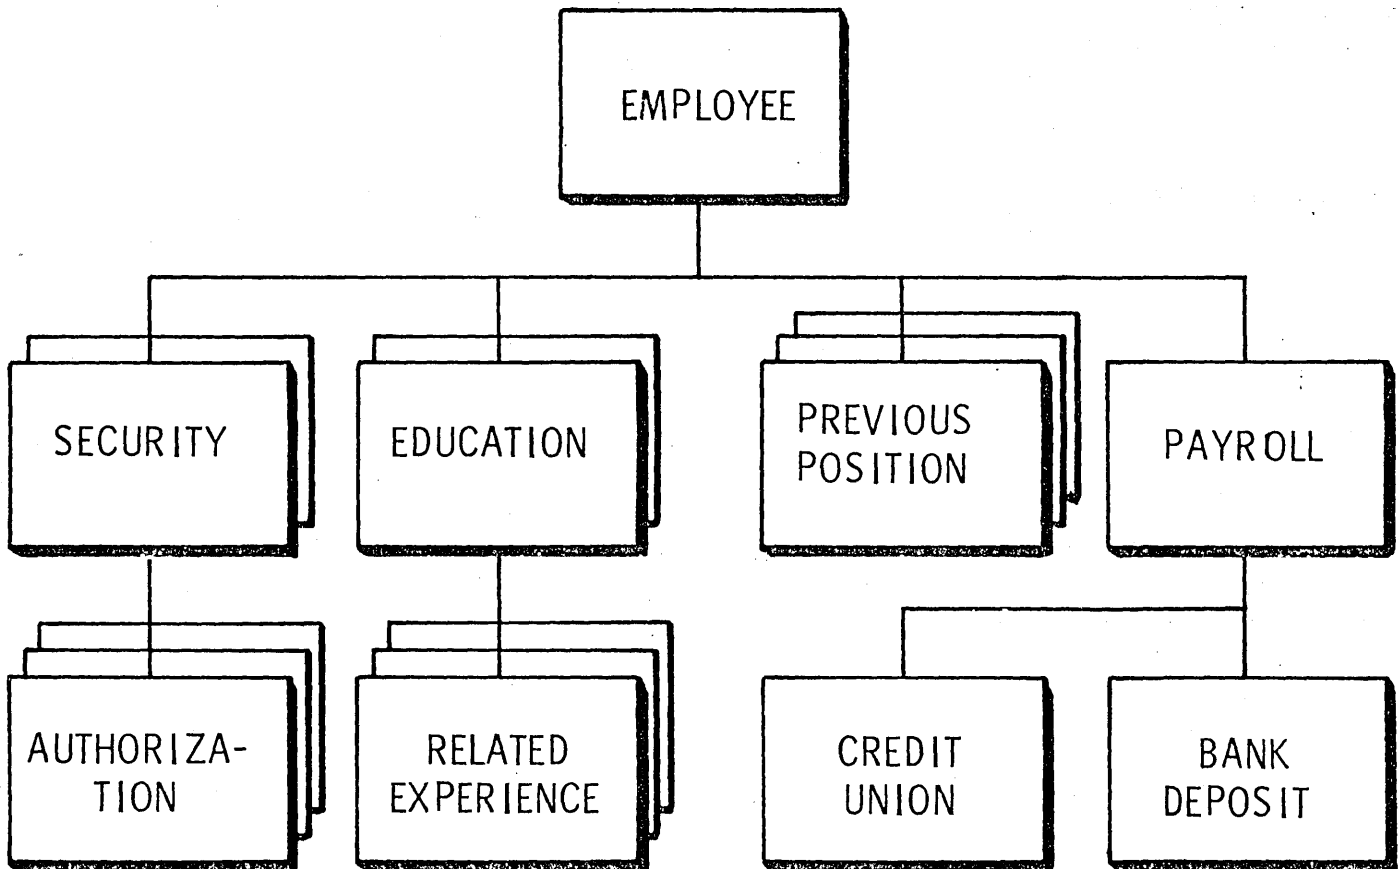 EMPLOYEE
SECURITY
EDUCATION
PREVIOUS
POSITION
PAYROLL
AUTHORIZA-
TION
RELATED
EXPERIENCE
CREDIT
UNION
BANK
DEPOSIT